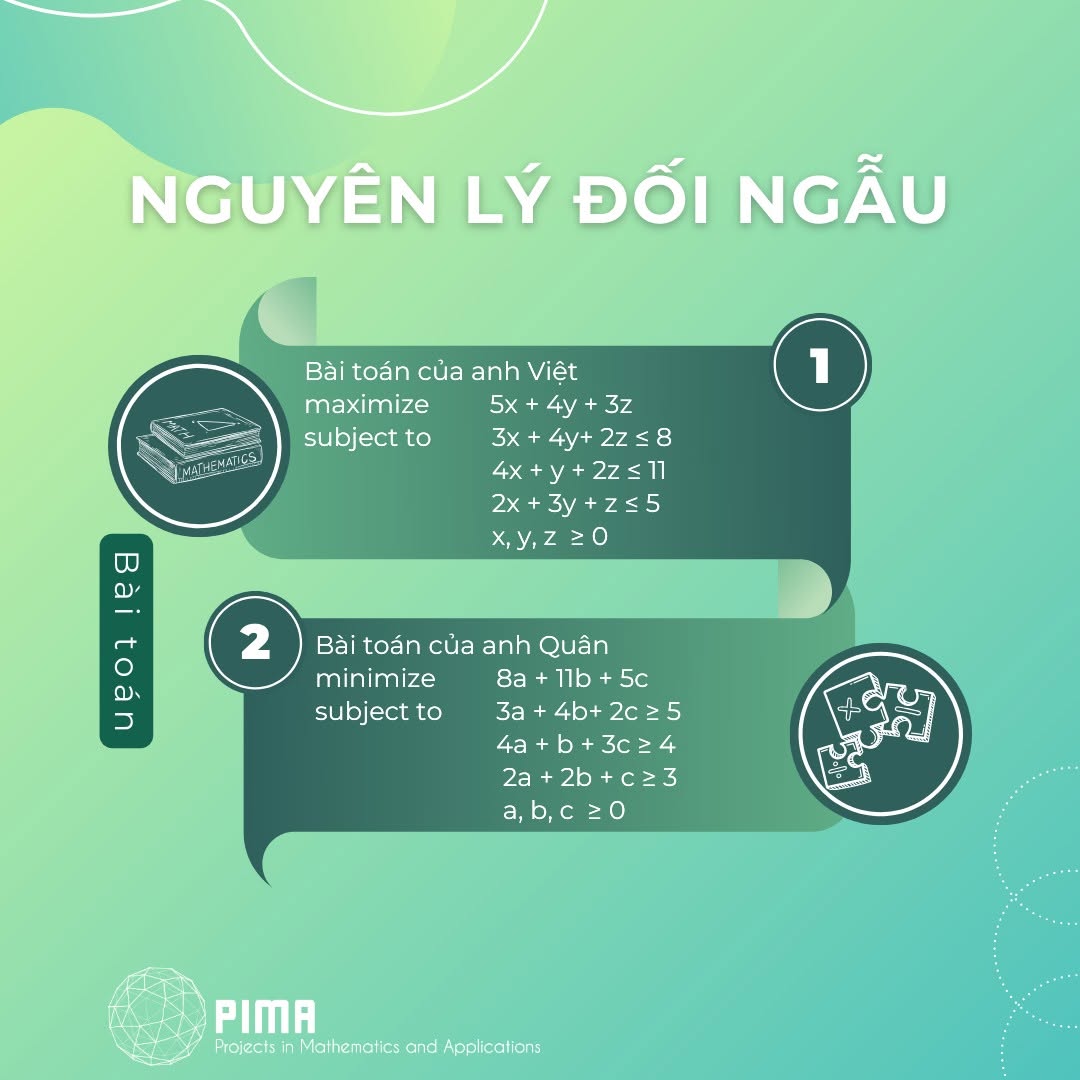 NGUYÊN LÝ ĐỐI NGẪU
1
Bài toán của anh Việt
maximize 5x + 4y + 3z
subject to 3x + 4y+ 2z ≤ 8
4x + y + 2z ≤ 11
2x + 3y + z ≤ 5
x, y, z ≥ 0
MATH
MATHEMATICS
Bài toán
2
Bài toán của anh Quân
minimize 8a + 11b + 5c
subject to 3a + 4b+ 2c ≥ 5
4a + b + 3c ≥ 4
2a + 2b + c ≥ 3
a, b, c ≥ 0
PIMA
Projects in Mathematics and Applications